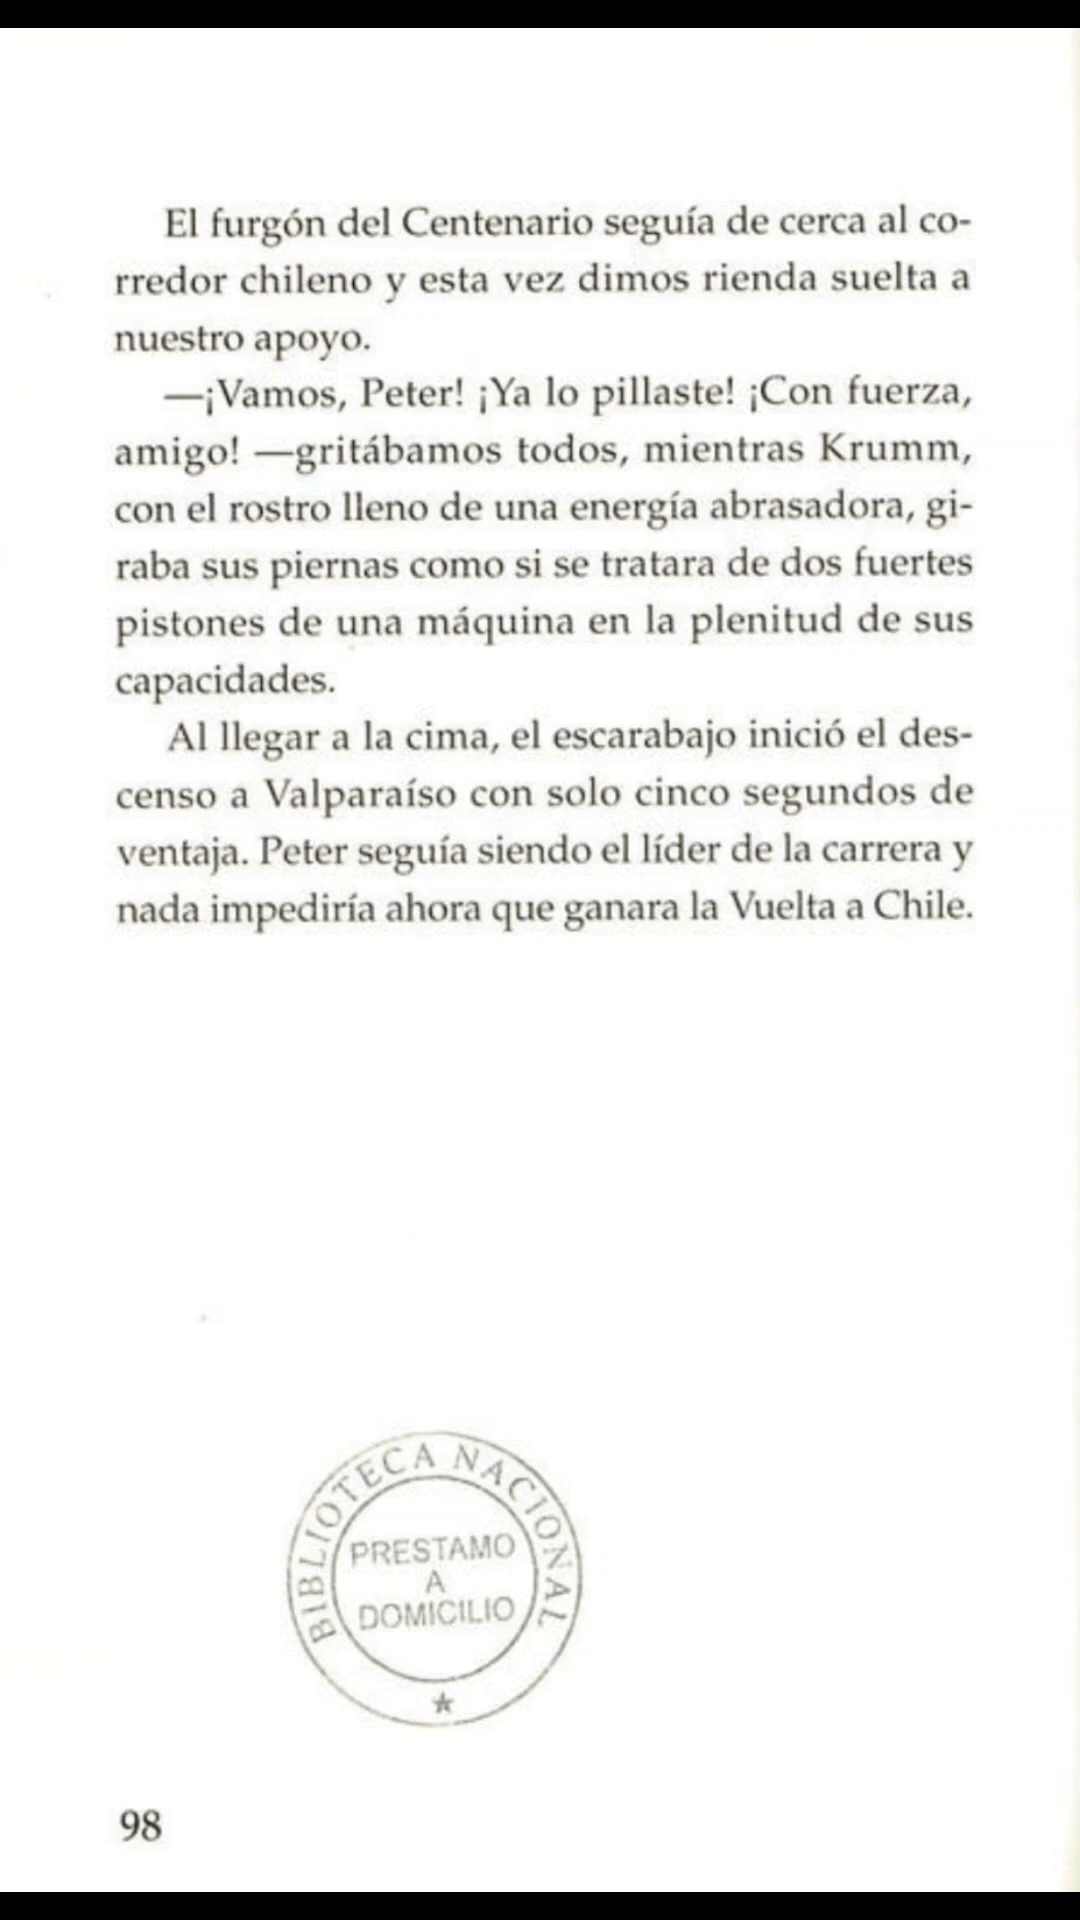 El furgón del Centenario seguía de cerca al co-
rredor chileno y esta vez dimos rienda suelta a
nuestro apoyo.
—¡Vamos, Peter! ¡Ya lo pillaste! ¡Con fuerza,
amigo! —gritábamos todos, mientras Krumm,
con el rostro lleno de una energía abrasadora, gi-
raba sus piernas como si se tratara de dos fuertes
pistones de una máquina en la plenitud de sus
capacidades.
Al llegar a la cima, el escarabajo inició el des-
censo a Valparaíso con solo cinco segundos de
ventaja. Peter seguía siendo el líder de la carrera y
nada impediría ahora que ganara la Vuelta a Chile.
BIBLIOTECA NACIONAL
PRESTAMO
A
DOMICILIO
98